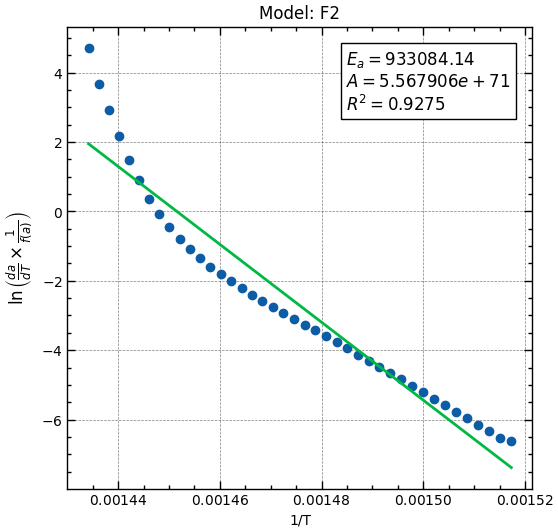 Model: F2
E_a = 933084.14
A = 5.567906e + 71
R^2 = 0.9275
4
2
0
−2
−4
−6
ln (da/dT × 1/f(a))
0.00144 0.00146 0.00148 0.00150 0.00152
1/T